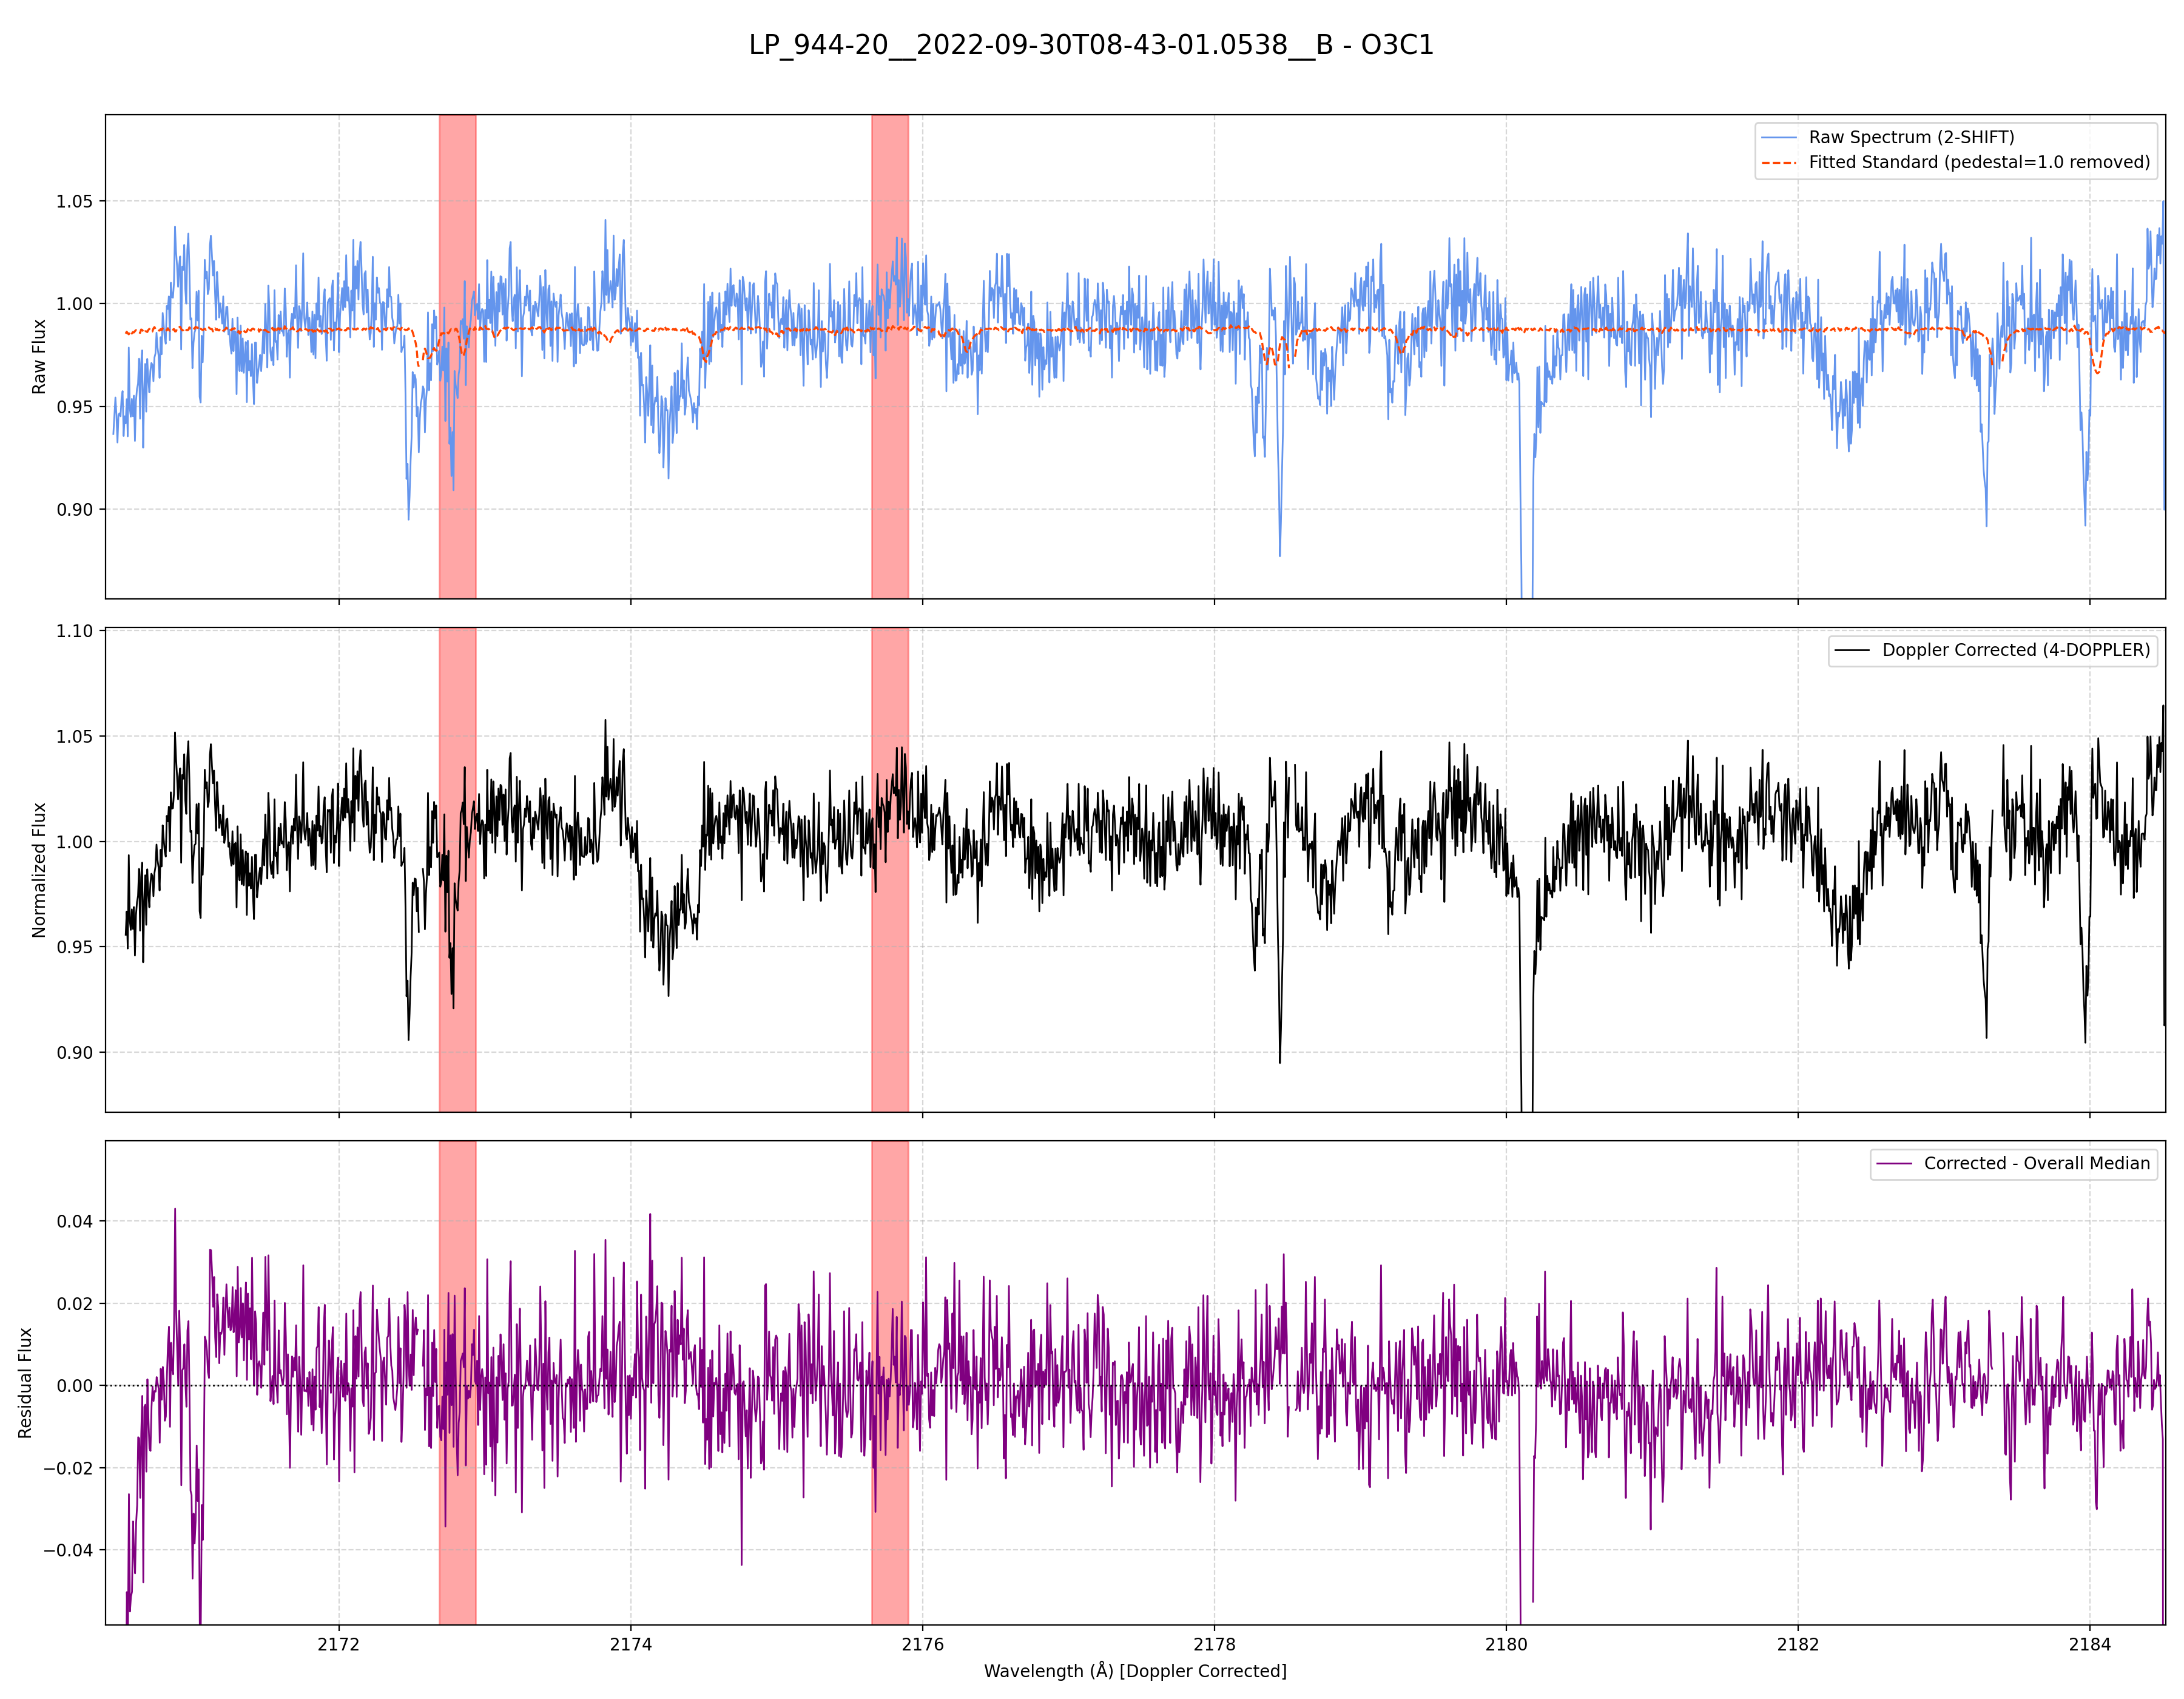 LP_944-20__2022-09-30T08-43-01.0538__B - O3C1
Raw Spectrum (2-SHIFT)
Fitted Standard (pedestal=1.0 removed)
Raw Flux
1.05
1.00
0.95
0.90
Doppler Corrected (4-DOPPLER)
Normalized Flux
1.10
1.05
1.00
0.95
0.90
Corrected - Overall Median
Residual Flux
0.04
0.02
0.00
−0.02
−0.04
2172 2174 2176 2178 2180 2182 2184
Wavelength (Å) [Doppler Corrected]